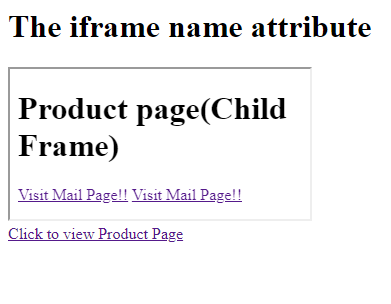 The iframe name attribute
Product page(Child
Frame)
Visit Mail Page!! Visit Mail Page!!
Click to view Product Page